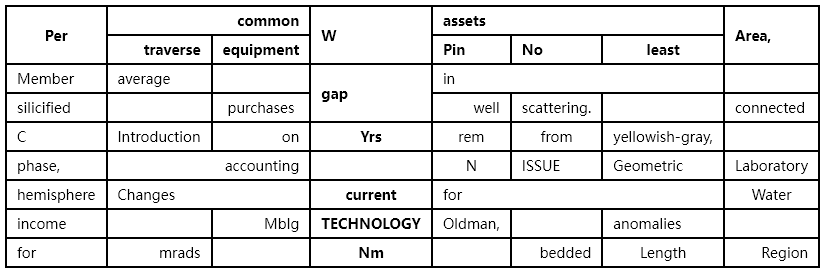 Per common W assets Area,
traverse equipment Pin No least
Member average gap in
silicified purchases well scattering. connected
C Introduction on Yrs rem from yellowish-gray,
phase, accounting N ISSUE Geometric Laboratory
hemisphere Changes current for Water
income Mblg TECHNOLOGY Oldman, anomalies
for mrads Nm bedded Length Region